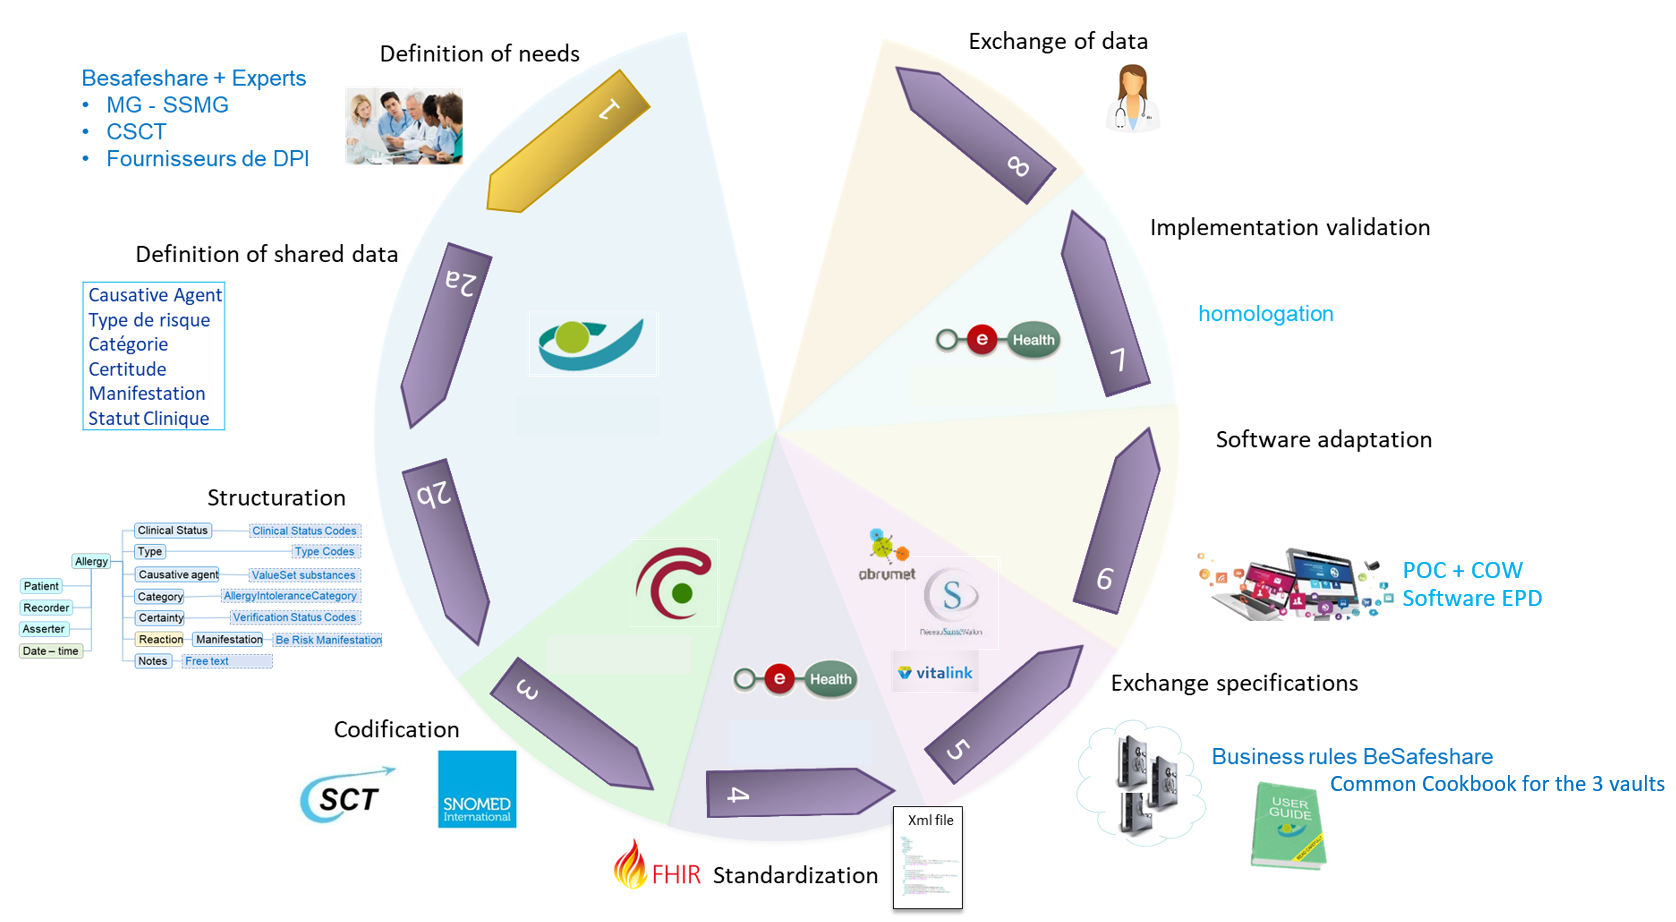 Definition of needs
Besafeshare + Experts
• MG - SSMG
• CSCT
• Fournisseurs de DPI
1
Definition of shared data
Causative Agent
Type de risque
Catégorie
Certitude
Manifestation
Statut Clinique
2a
Structuration
2b
Patient
Recorder
Asserter
Date – time
Allergy
Clinical Status Clinical Status Codes
Type Type Codes
Causative agent ValueSet substances
Category AllergyIntoleranceCategory
Certainty Verification Status Codes
Reaction Manifestation Be Risk Manifestation
Notes Free text
Codification
3
SCT
SNOMED
International
e Health
4
FHIR Standardization
Xml file
abrumet
S
RéseauSantéWallon
vitalink
5
Exchange specifications
Business rules BeSafeshare
Common Cookbook for the 3 vaults
USER
GUIDE
6
Software adaptation
POC + COW
Software EPD
7
e Health
Implementation validation
homologation
8
Exchange of data